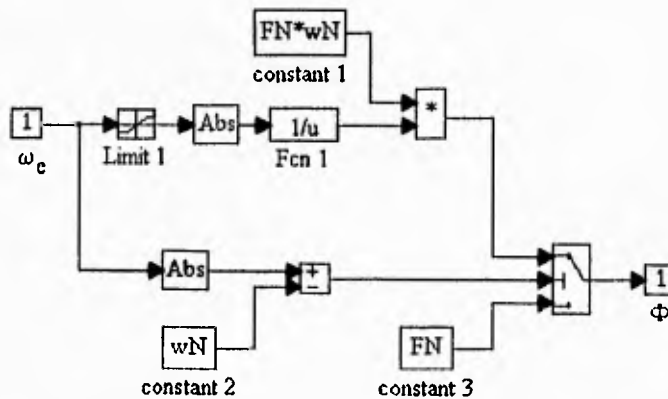 FN*wN
constant 1
*
1
ω_c
Limit 1
Abs
1/u
Fcn 1
Abs
+
−
1
Φ
wN
constant 2
FN
constant 3